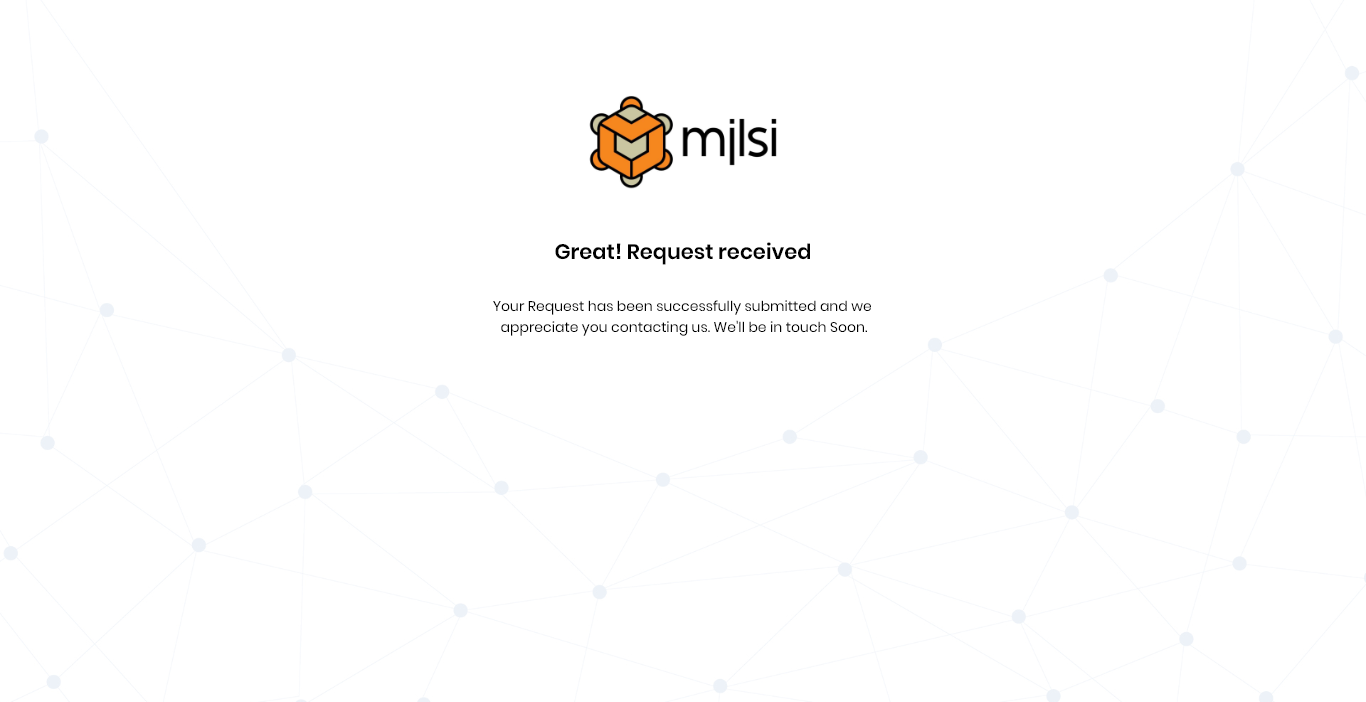 mjlsi
Great! Request received
Your Request has been successfully submitted and we
appreciate you contacting us. We'll be in touch Soon.